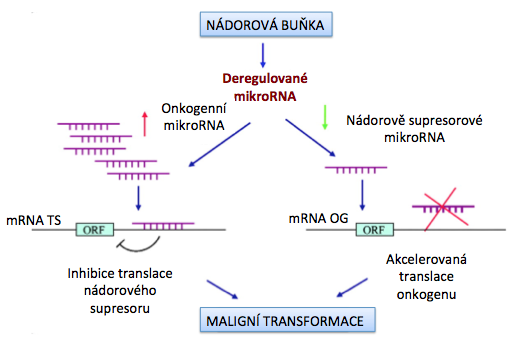 NÁDOROVÁ BUŇKA
Deregulované
mikroRNA
Onkogenní
mikroRNA
Nádorově supresorové
mikroRNA
mRNA TS
ORF
mRNA OG
ORF
Inhibice translace
nádorového
supresoru
Akcelerovaná
translace
onkogenu
MALIGNÍ TRANSFORMACE